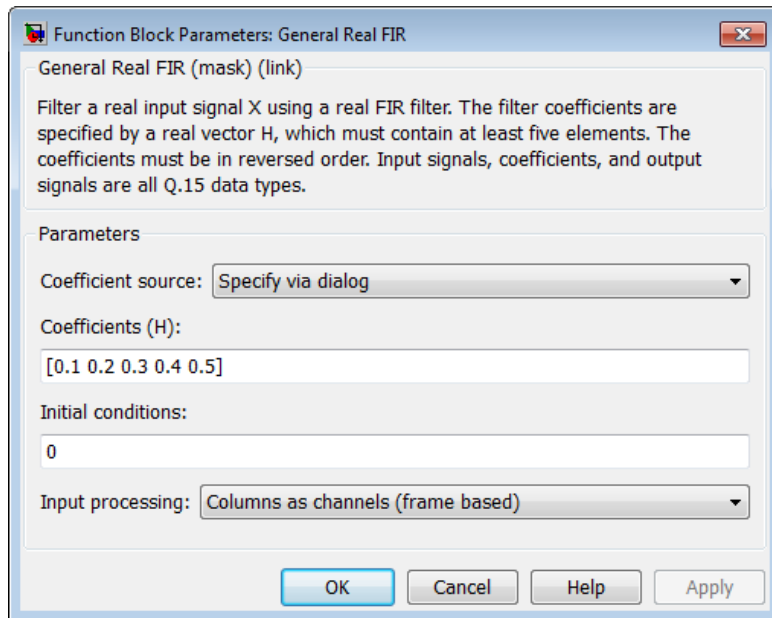 Function Block Parameters: General Real FIR
General Real FIR (mask) (link)
Filter a real input signal X using a real FIR filter. The filter coefficients are
specified by a real vector H, which must contain at least five elements. The
coefficients must be in reversed order. Input signals, coefficients, and output
signals are all Q.15 data types.
Parameters
Coefficient source: Specify via dialog
Coefficients (H):
[0.1 0.2 0.3 0.4 0.5]
Initial conditions:
0
Input processing: Columns as channels (frame based)
OK Cancel Help Apply